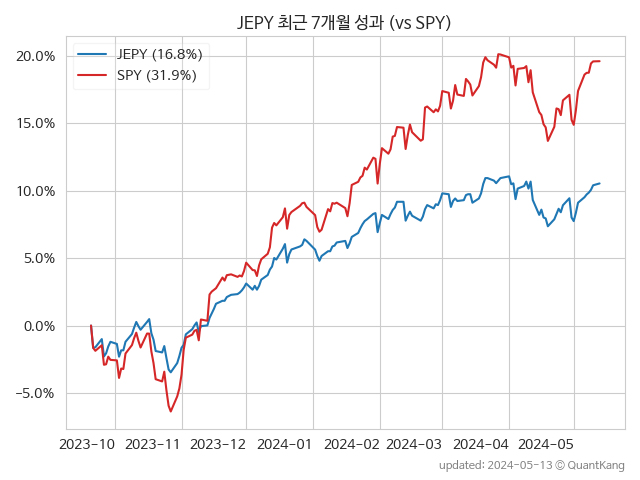 JEPY 최근 7개월 성과 (vs SPY)
JEPY (16.8%)
SPY (31.9%)
20.0%
15.0%
10.0%
5.0%
0.0%
−5.0%
2023−10 2023−11 2023−12 2024−01 2024−02 2024−03 2024−04 2024−05
updated: 2024-05-13 © QuantKang